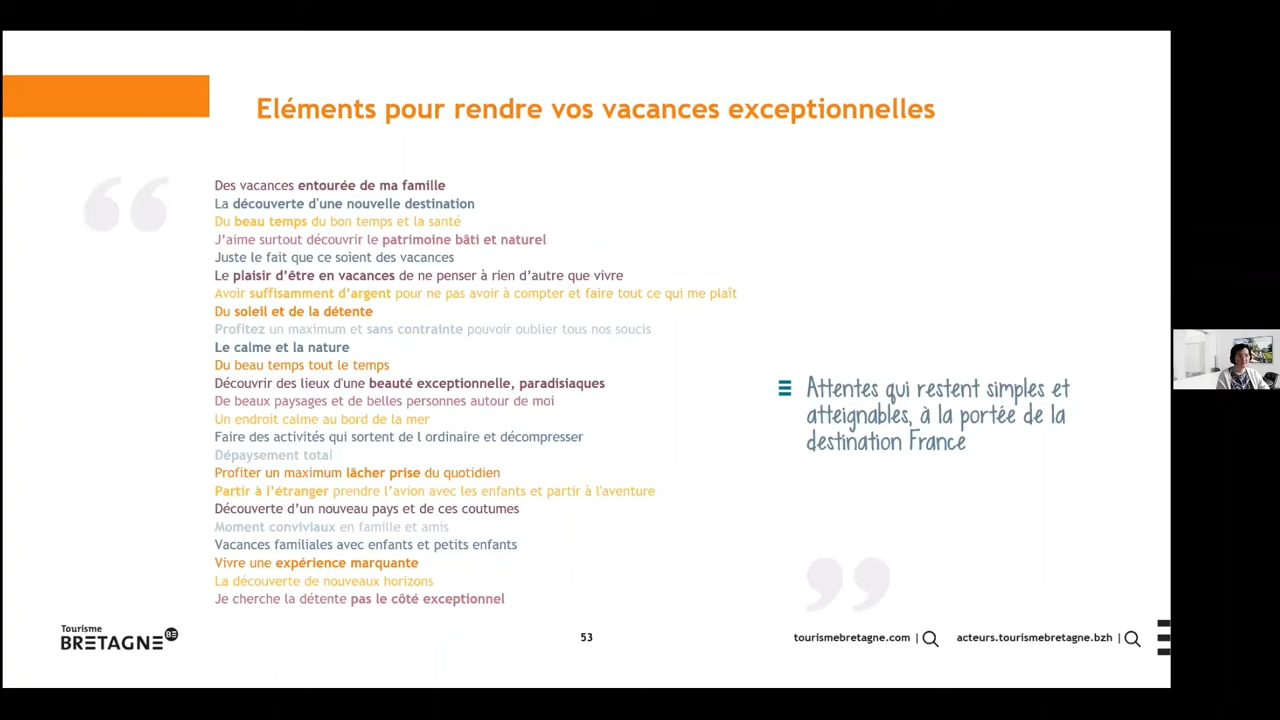 Eléments pour rendre vos vacances exceptionnelles
Des vacances entourée de ma famille
La découverte d'une nouvelle destination
Du beau temps du bon temps et la santé
J'aime surtout découvrir le patrimoine bâti et naturel
Juste le fait que ce soient des vacances
Le plaisir d'être en vacances de ne penser à rien d'autre que vivre
Avoir suffisamment d'argent pour ne pas avoir à compter et faire tout ce qui me plaît
Du soleil et de la détente
Profitez un maximum et sans contrainte pouvoir oublier tous nos soucis
Le calme et la nature
Du beau temps tout le temps
Découvrir des lieux d'une beauté exceptionnelle, paradisiaques
De beaux paysages et de belles personnes autour de moi
Un endroit calme au bord de la mer
Faire des activités qui sortent de l ordinaire et décompresser
Dépaysement total
Profiter un maximum lâcher prise du quotidien
Partir à l'étranger prendre l'avion avec les enfants et partir à l'aventure
Découverte d'un nouveau pays et de ces coutumes
Moment conviviaux en famille et amis
Vacances familiales avec enfants et petits enfants
Vivre une expérience marquante
La découverte de nouveaux horizons
Je cherche la détente pas le côté exceptionnel
Attentes qui restent simples et
atteignables, à la portée de la
destination France
Tourisme
BRETAGNE BE
53
tourismebretagne.com |
acteurs.tourismebretagne.bzh |